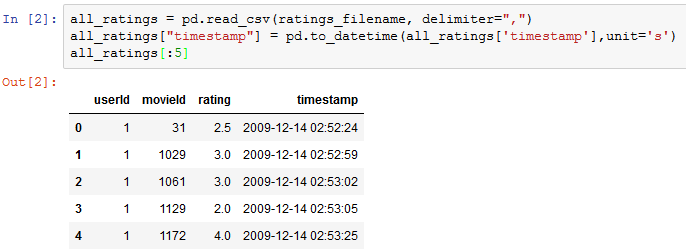 In [2]: all_ratings = pd.read_csv(ratings_filename, delimiter=",")
all_ratings["timestamp"] = pd.to_datetime(all_ratings['timestamp'],unit='s')
all_ratings[:5]
Out[2]:
userId movieId rating timestamp
0 1 31 2.5 2009-12-14 02:52:24
1 1 1029 3.0 2009-12-14 02:52:59
2 1 1061 3.0 2009-12-14 02:53:02
3 1 1129 2.0 2009-12-14 02:53:05
4 1 1172 4.0 2009-12-14 02:53:25